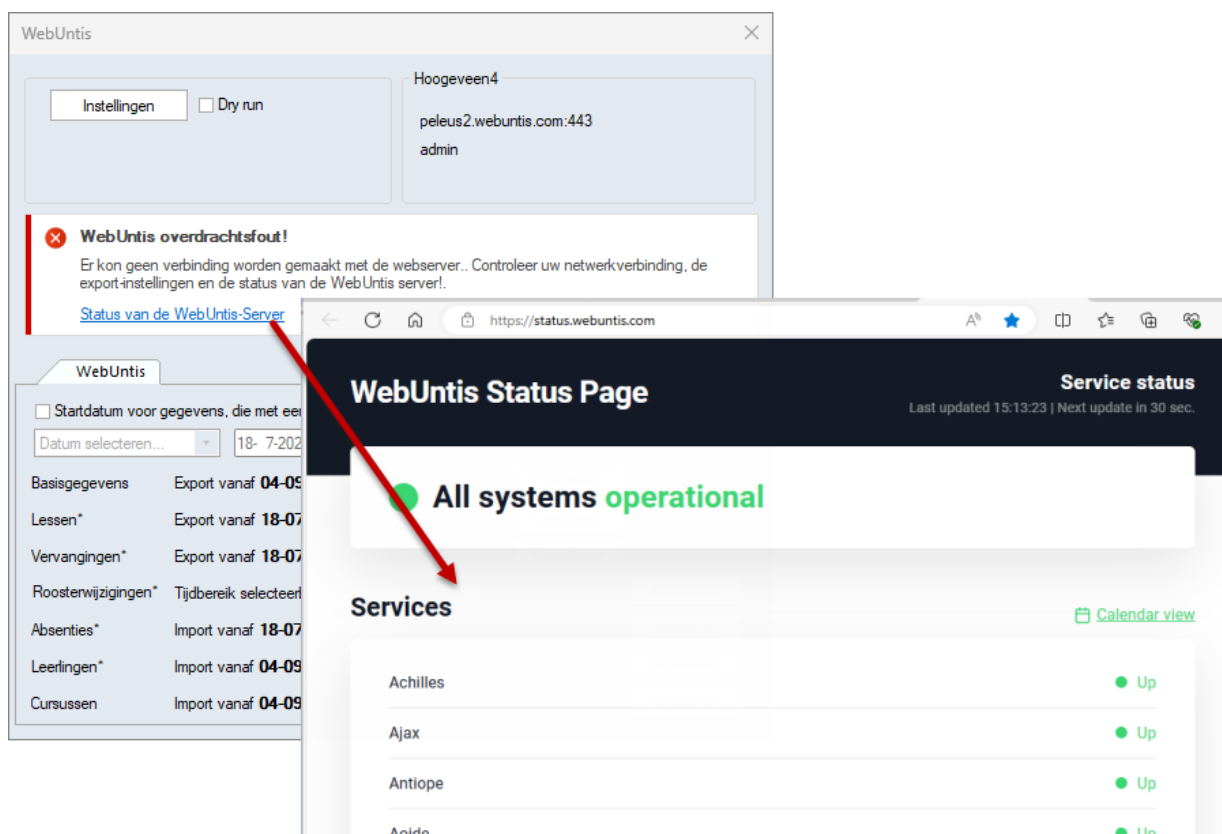 WebUntis
Instellingen
Dry run
Hoogeveen4
peleus2.webuntis.com:443
admin
WebUntis overdrachtsfout!
Er kon geen verbinding worden gemaakt met de webserver.. Controleer uw netwerkverbinding, de
export-instellingen en de status van de WebUntis server!.
Status van de WebUntis-Server
WebUntis
Startdatum voor gegevens, die met
Datum selecteren...
18- 7-202
Basisgegevens Export vanaf 04-09
Lessen* Export vanaf 18-07
Vervangingen* Export vanaf 18-07
Roosterwijzigingen* Tijdbereik
Absenties* Import vanaf 18-07
Leerlingen* Import vanaf 04-09
Cursussen Import vanaf 04-09
https://status.webuntis.com
WebUntis Status Page
Service status
Last updated 15:13:23 | Next update in 30 sec.
All systems operational
Services
Calendar view
Achilles Up
Ajax Up
Antiope Up
Up